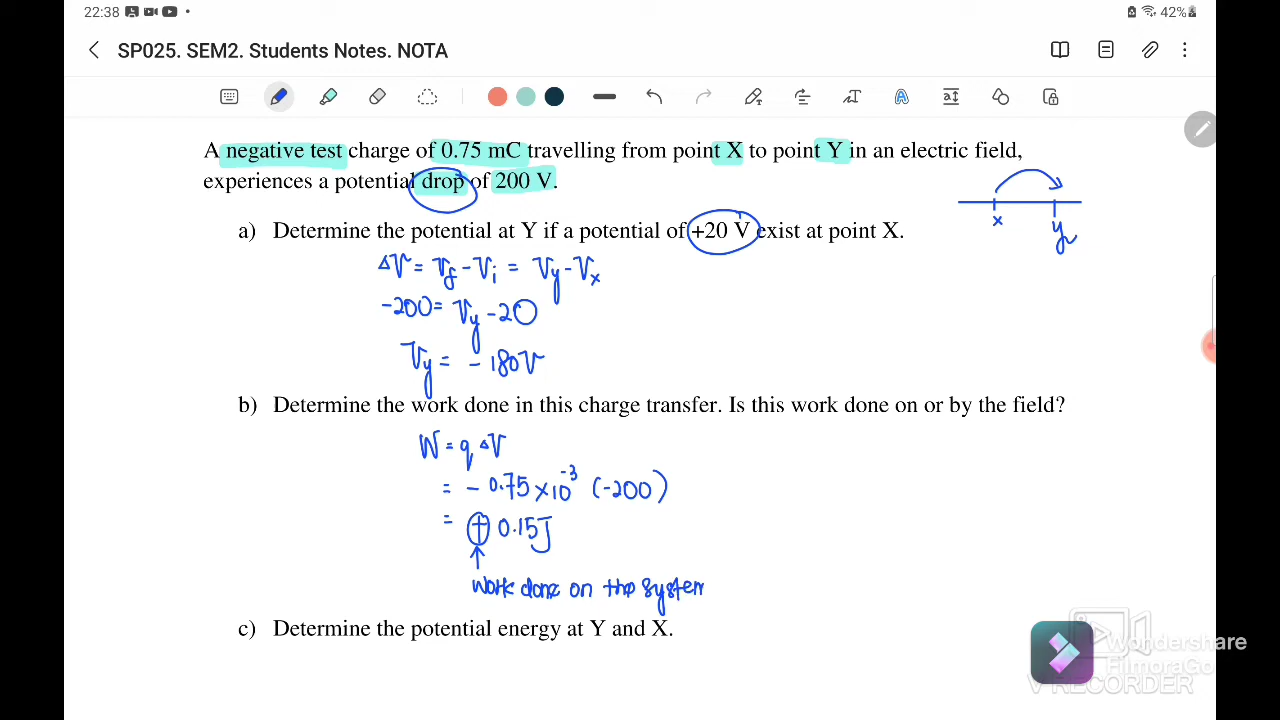 22:38
42%
SP025. SEM2. Students Notes. NOTA
A negative test charge of 0.75 mC travelling from point X to point Y in an electric field,
experiences a potential drop of 200 V.
x
y
a) Determine the potential at Y if a potential of +20 V exist at point X.
ΔV = Vf - Vi = Vy - Vx
-200 = Vy - 20
Vy = - 180V
b) Determine the work done in this charge transfer. Is this work done on or by the field?
W = q ΔV
= - 0.75 × 10⁻³ (-200)
= + 0.15J
Work done on the system
c) Determine the potential energy at Y and X.
Wondershare
FilmoraGo
V RECORDER